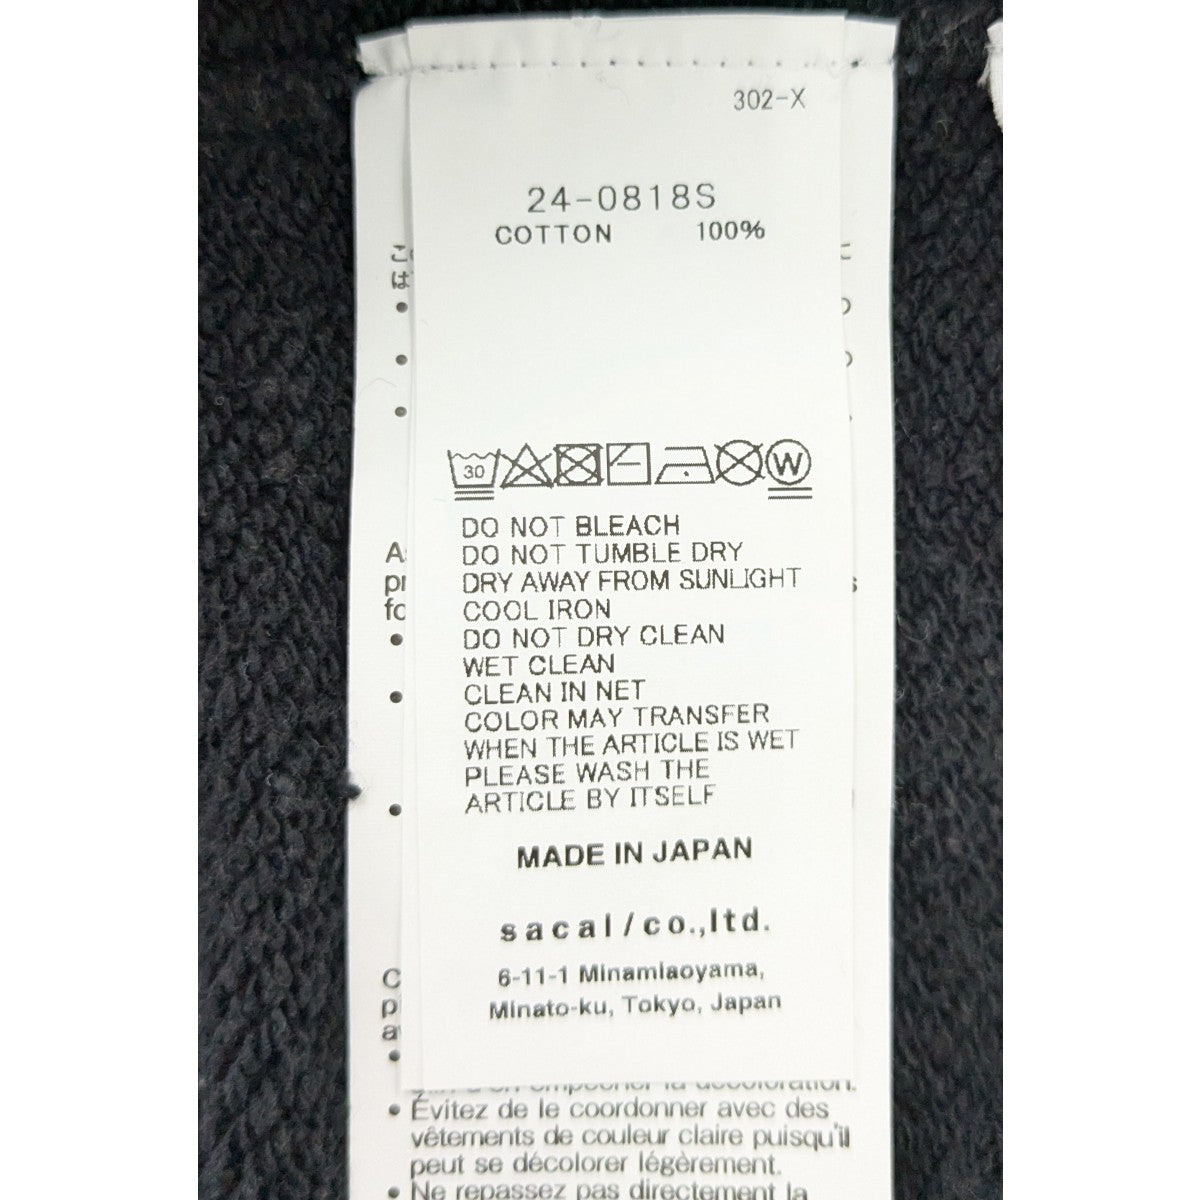 302-X
24-0818S
COTTON 100%
30
W
DO NOT BLEACH
DO NOT TUMBLE DRY
DRY AWAY FROM SUNLIGHT
COOL IRON
DO NOT DRY CLEAN
WET CLEAN
CLEAN IN NET
COLOR MAY TRANSFER
WHEN THE ARTICLE IS WET
PLEASE WASH THE
ARTICLE BY ITSELF
MADE IN JAPAN
sacai/co.,ltd.
6-11-1 Minamiaoyama,
Minato-ku, Tokyo, Japan
décoloration.
• Évitez de le coordonner avec des
vêtements de couleur claire puisqu'il
peut se décolorer légèrement.
• Ne repassez pas directement la